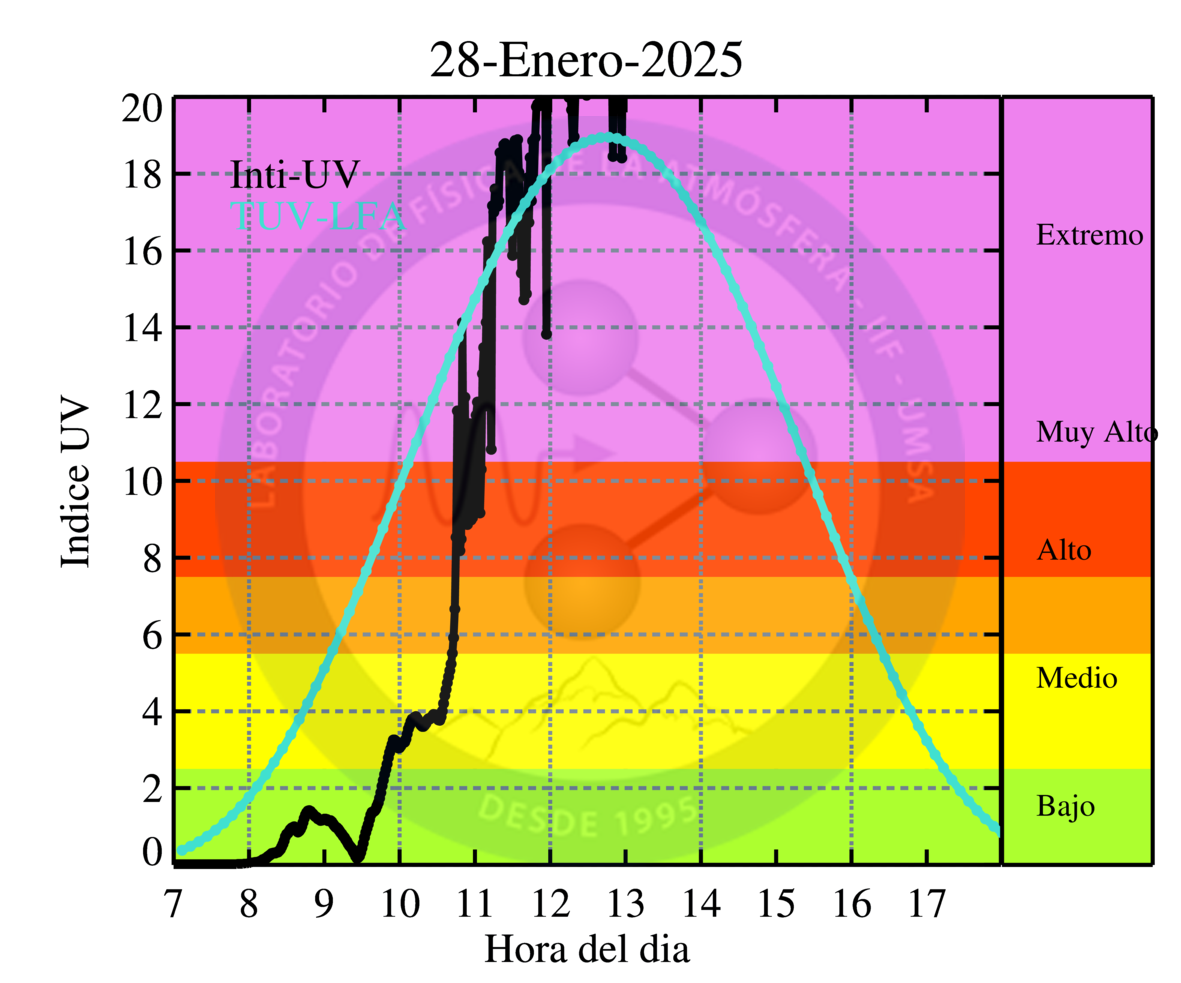 28-Enero-2025
Inti-UV
TUV-LFA
LABORATORIO DE FÍSICA DE LA ATMÓSFERA - IIF - UMSA
DESDE 1995
Indice UV
20
18
16
14
12
10
8
6
4
2
0
Extremo
Muy Alto
Alto
Medio
Bajo
7 8 9 10 11 12 13 14 15 16 17
Hora del dia